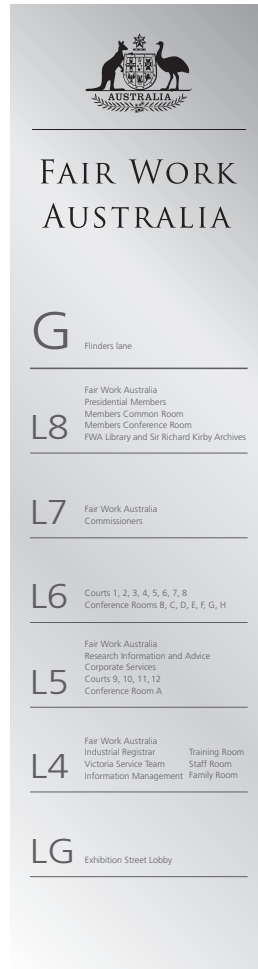 AUSTRALIA
FAIR WORK
AUSTRALIA
G
Flinders lane
L8
Fair Work Australia
Presidential Members
Members Common Room
Members Conference Room
FWA Library and Sir Richard Kirby Archives
L7
Fair Work Australia
Commissioners
L6
Courts 1, 2, 3, 4, 5, 6, 7, 8
Conference Rooms B, C, D, E, F, G, H
L5
Fair Work Australia
Research Information and Advice
Corporate Services
Courts 9, 10, 11, 12
Conference Room A
L4
Fair Work Australia
Industrial Registrar Training Room
Victoria Service Team Staff Room
Information Management Family Room
LG
Exhibition Street Lobby